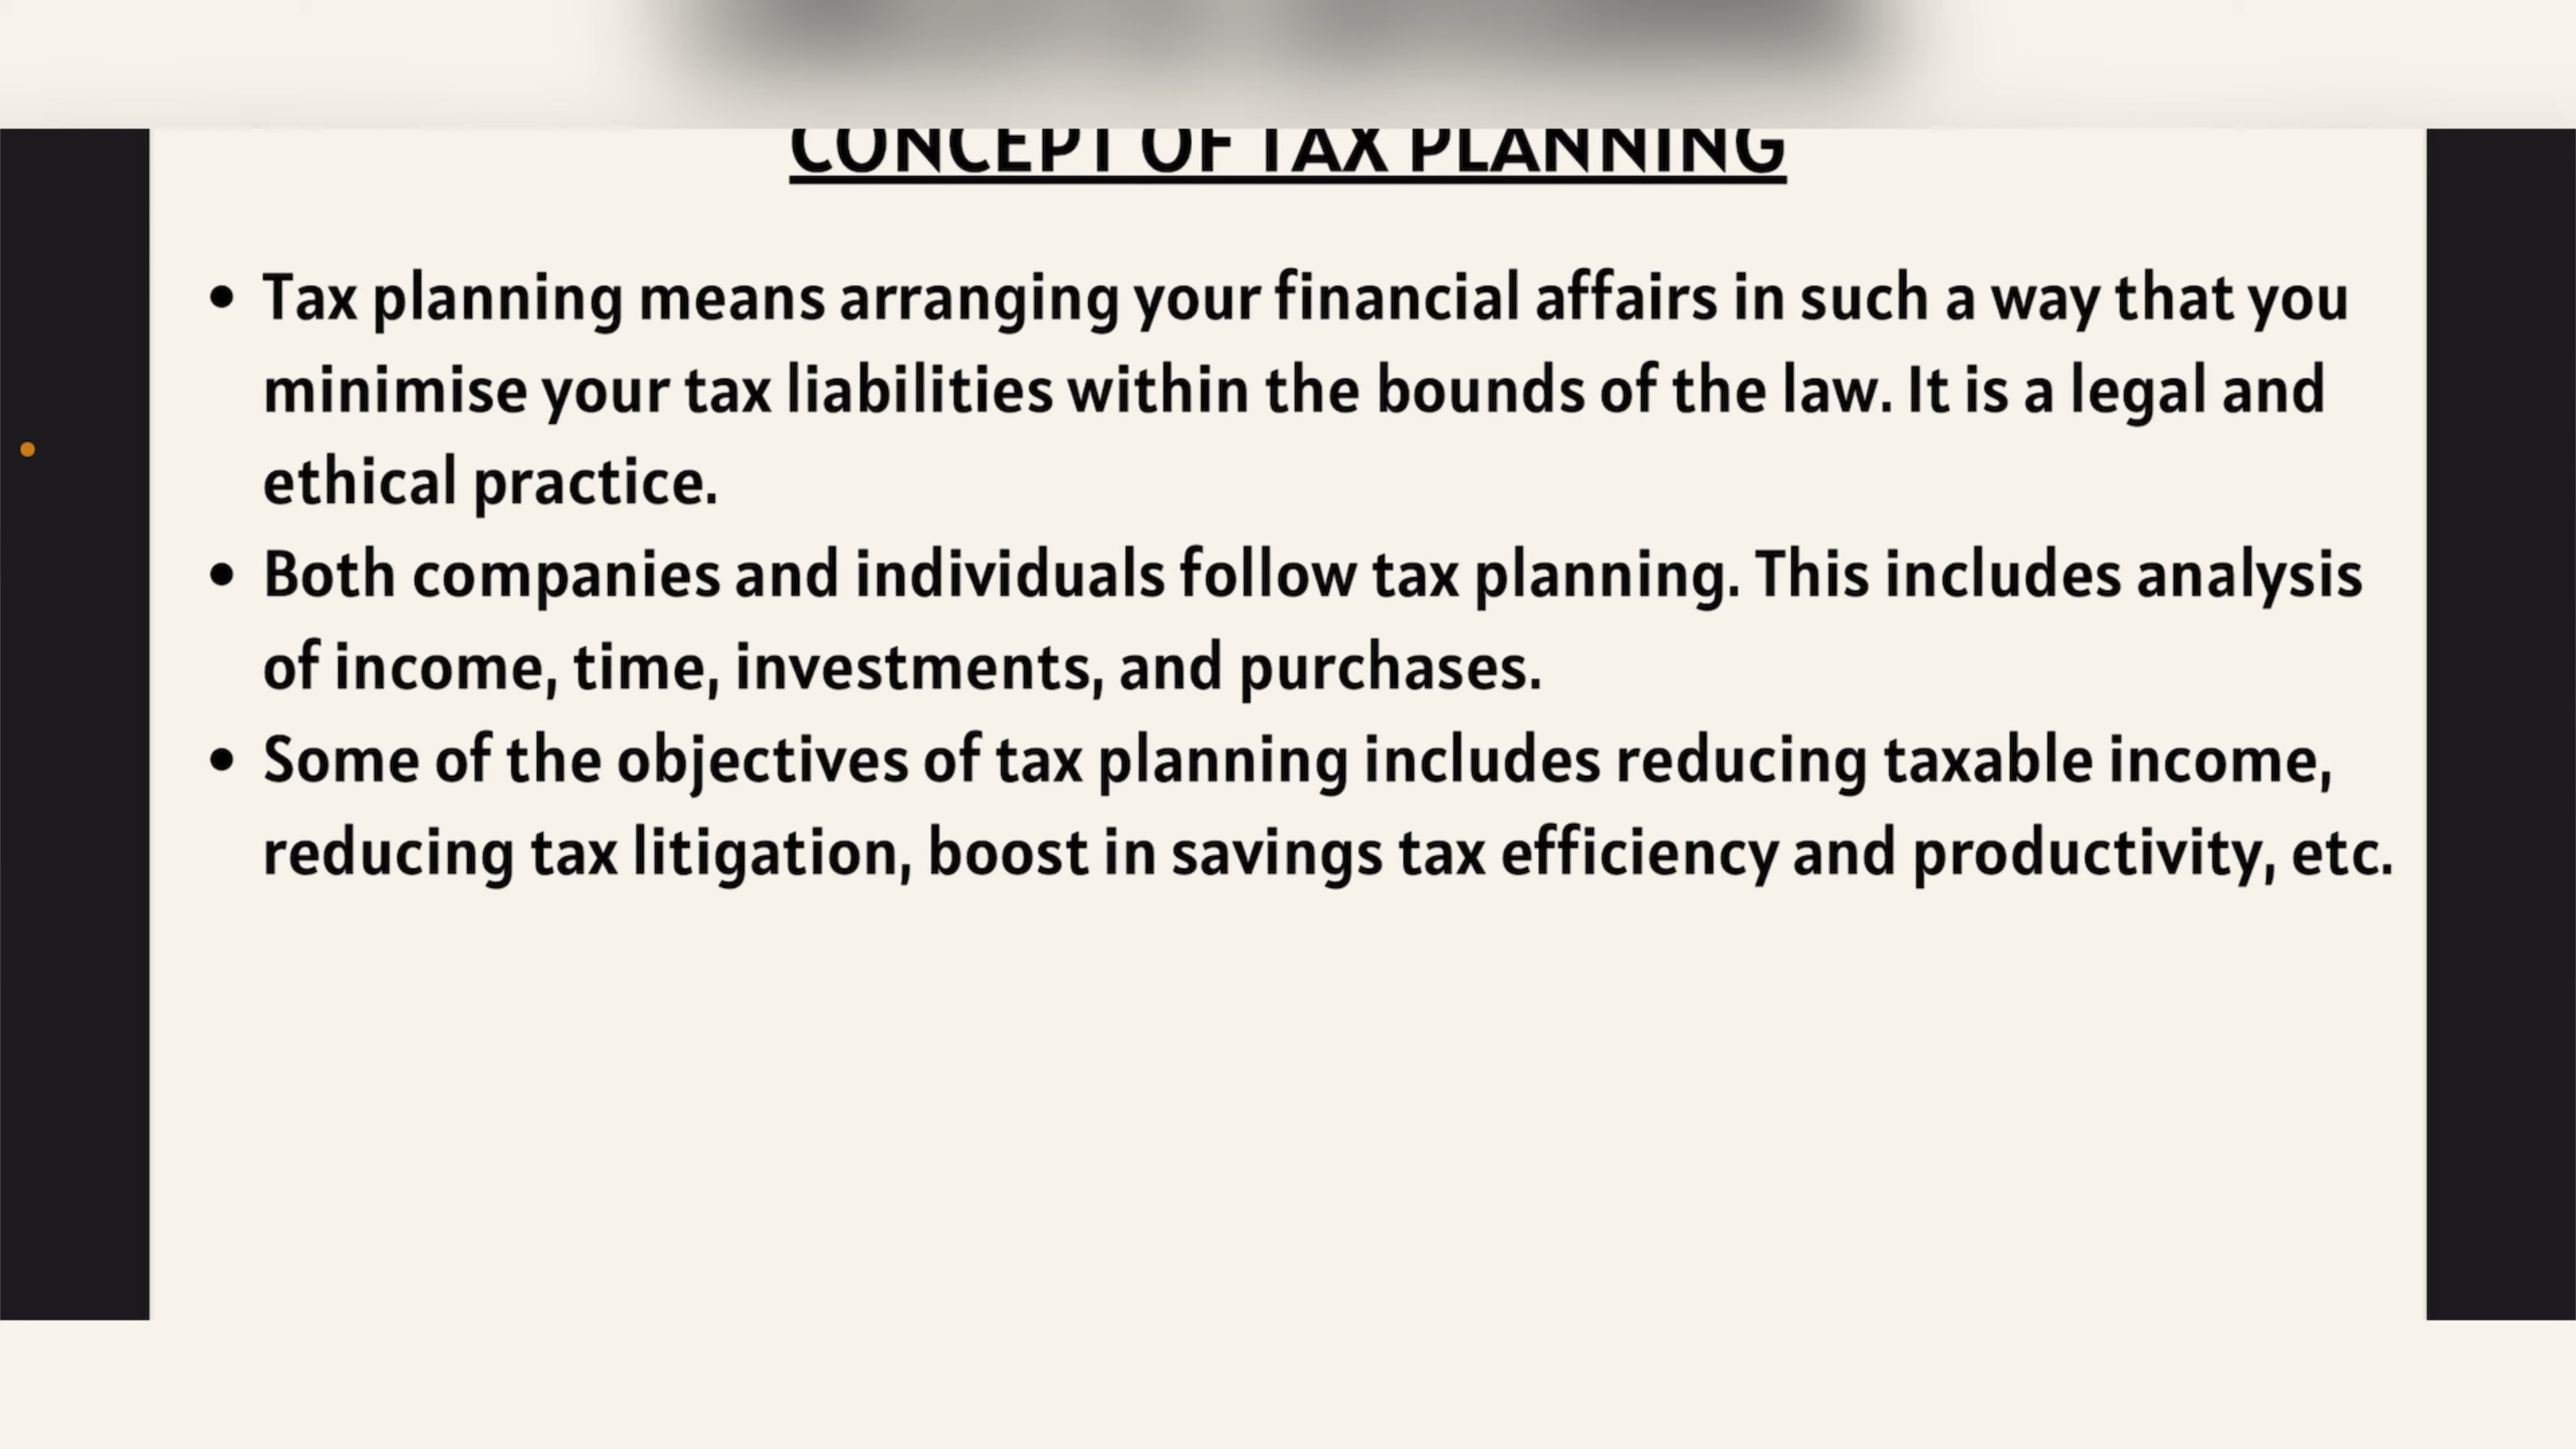 CONCEPT OF TAX PLANNING
• Tax planning means arranging your financial affairs in such a way that you
minimise your tax liabilities within the bounds of the law. It is a legal and
ethical practice.
• Both companies and individuals follow tax planning. This includes analysis
of income, time, investments, and purchases.
• Some of the objectives of tax planning includes reducing taxable income,
reducing tax litigation, boost in savings tax efficiency and productivity, etc.